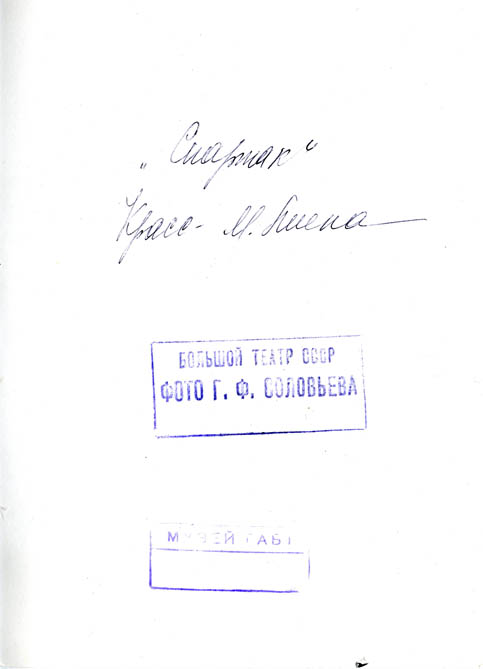 „Спартак“
Красс - М. Лиепа
БОЛЬШОЙ ТЕАТР СССР
ФОТО Г. Ф. СОЛОВЬЕВА
МУЗЕЙ ГАБТ